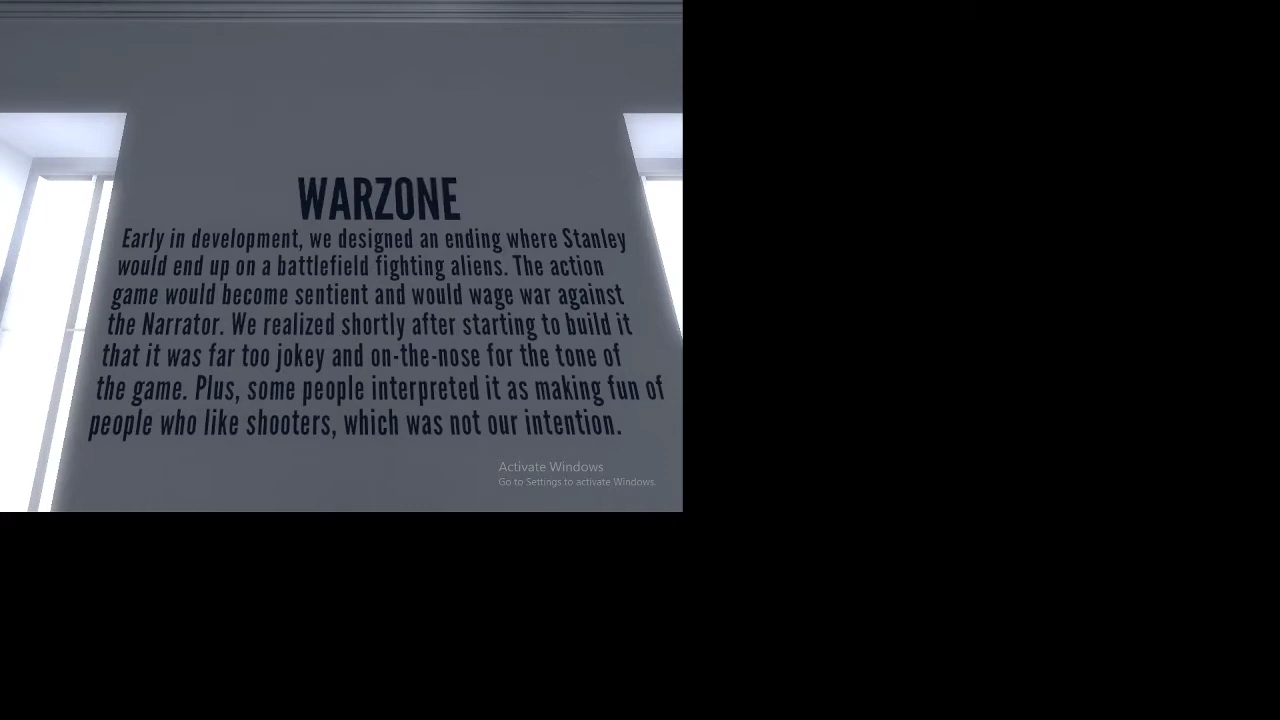 WARZONE
Early in development, we designed an ending where Stanley
would end up on a battlefield fighting aliens. The action
game would become sentient and would wage war against
the Narrator. We realized shortly after starting to build it
that it was far too jokey and on-the-nose for the tone of
the game. Plus, some people interpreted it as making fun of
people who like shooters, which was not our intention.
Activate Windows
Go to Settings to activate Windows.